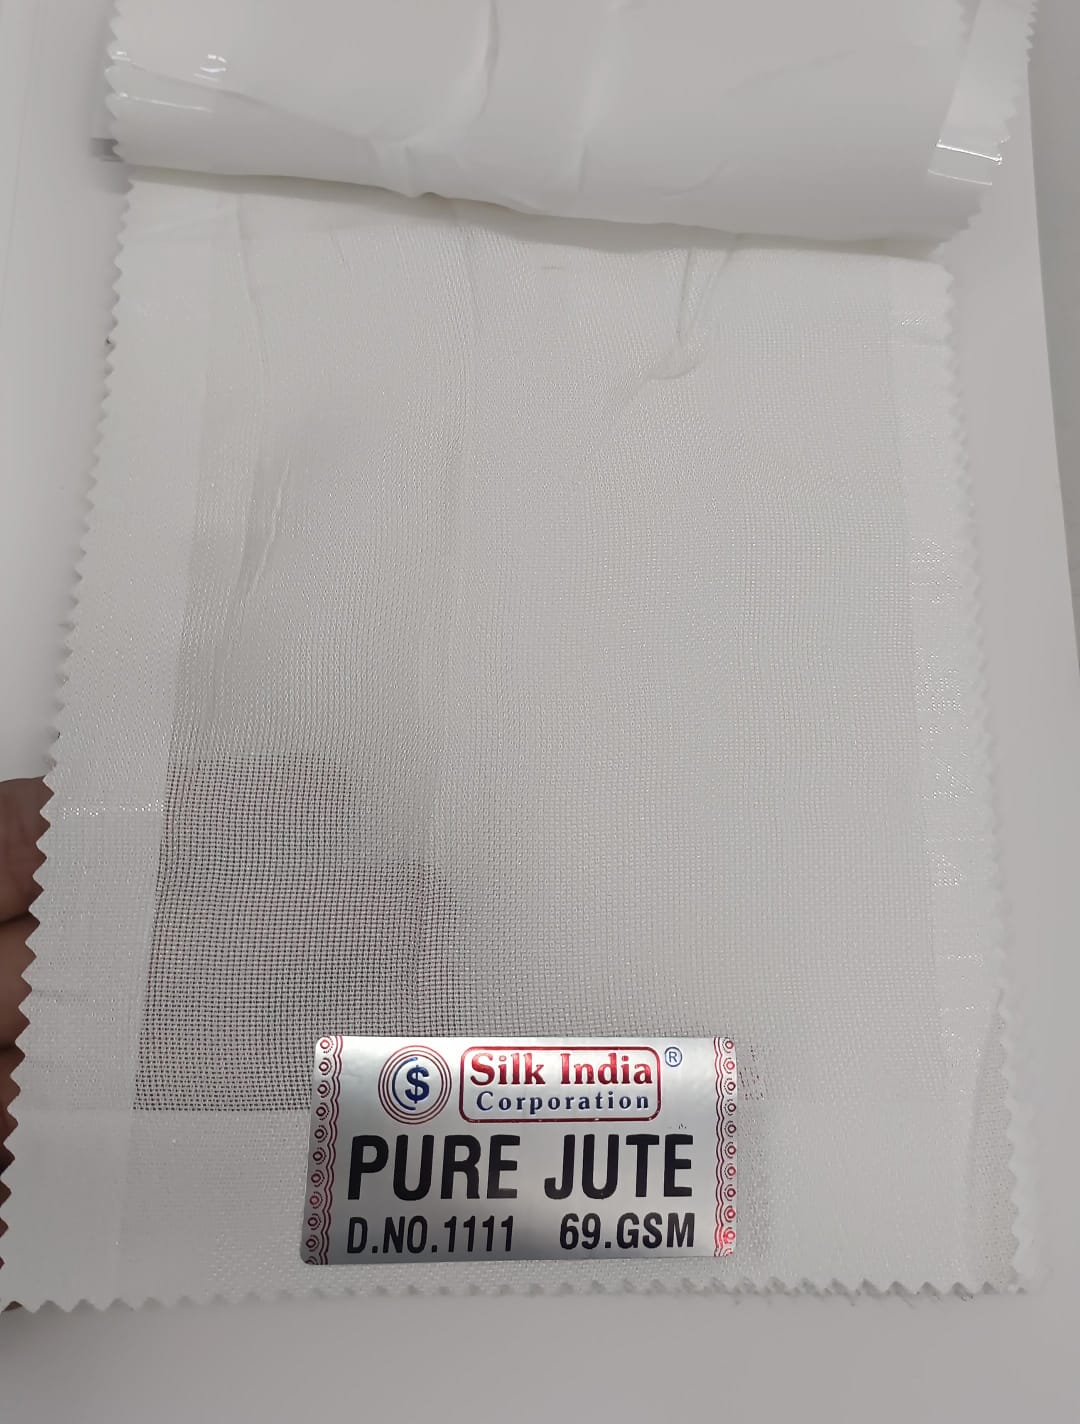 $ Silk India ®
Corporation
PURE JUTE
D.NO.1111 69.GSM